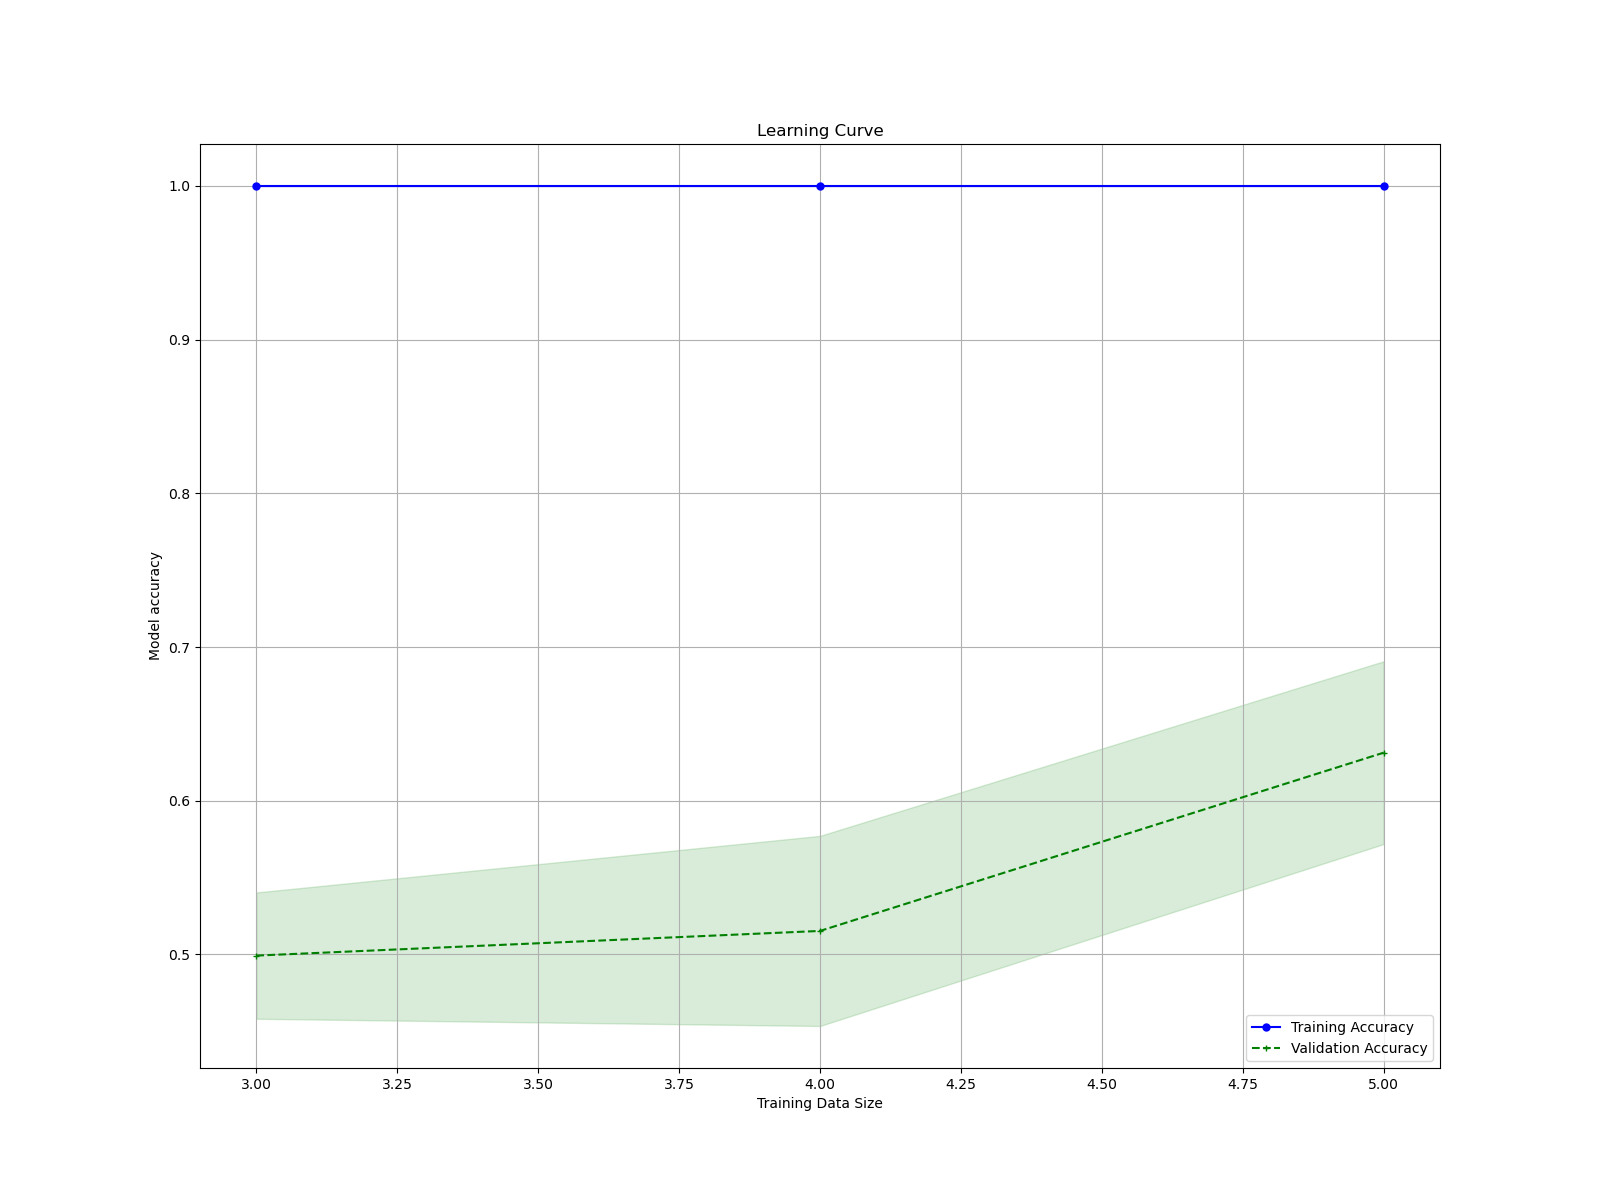 Learning Curve
1.0
0.9
0.8
0.7
0.6
0.5
Model accuracy
3.00 3.25 3.50 3.75 4.00 4.25 4.50 4.75 5.00
Training Data Size
Training Accuracy
Validation Accuracy